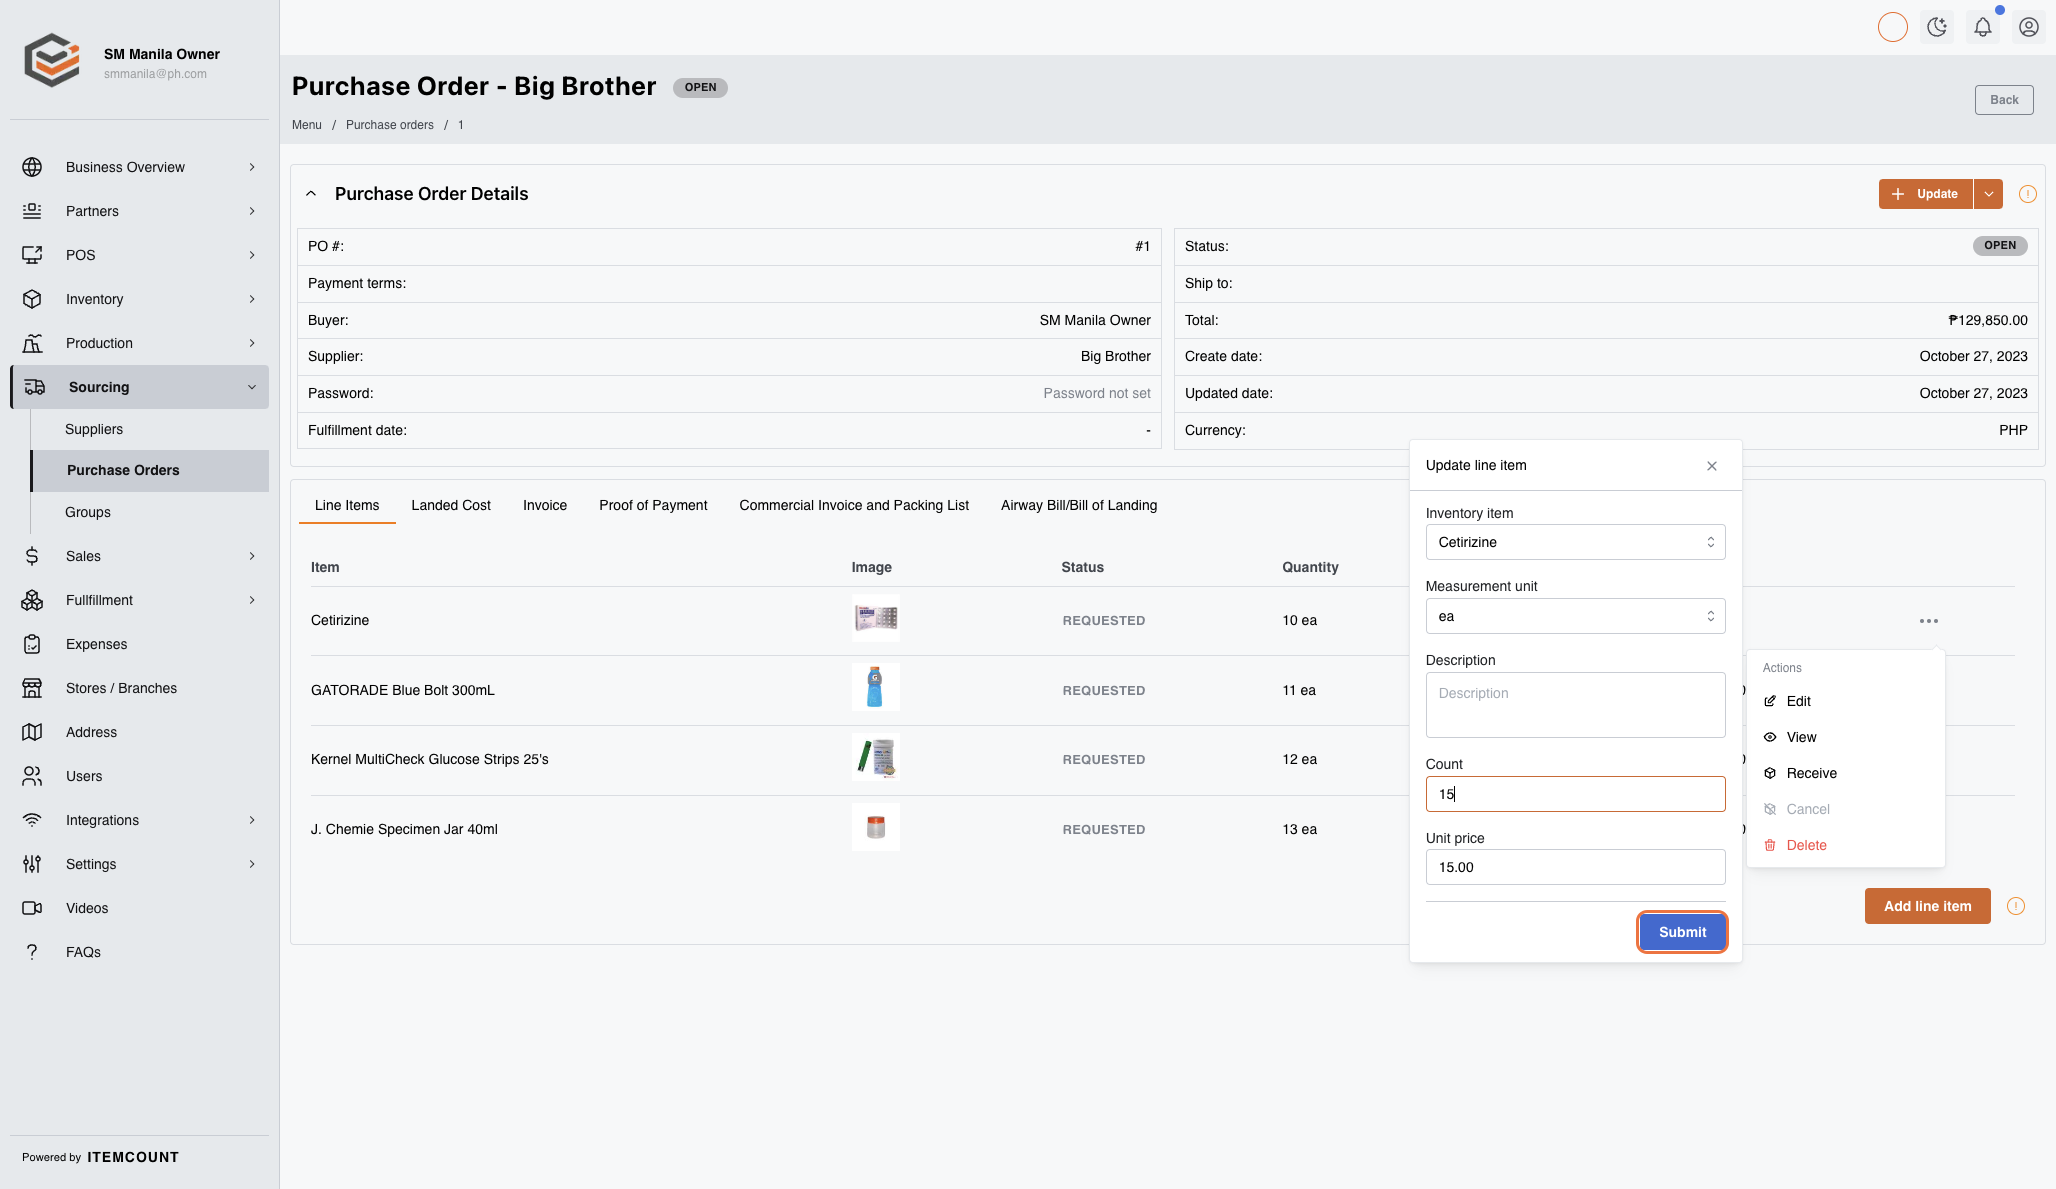 SM Manila Owner
smmanila@ph.com
Business Overview
Partners
POS
Inventory
Production
Sourcing
Suppliers
Purchase Orders
Groups
Sales
Fullfillment
Expenses
Stores / Branches
Address
Users
Integrations
Settings
Videos
FAQs
Powered by ITEMCOUNT
Purchase Order - Big Brother OPEN
Menu / Purchase orders / 1
Back
Purchase Order Details
Update
PO #: #1
Payment terms:
Buyer: SM Manila Owner
Supplier: Big Brother
Password: Password not set
Fulfillment date: -
Status: OPEN
Ship to:
Total: ₱129,850.00
Create date: October 27, 2023
Updated date: October 27, 2023
Currency: PHP
Line Items Landed Cost Invoice Proof of Payment Commercial Invoice and Packing List Airway Bill/Bill of Landing
Item Image Status Quantity
Cetirizine REQUESTED 10 ea
GATORADE Blue Bolt 300mL REQUESTED 11 ea
Kernel MultiCheck Glucose Strips 25's REQUESTED 12 ea
J. Chemie Specimen Jar 40ml REQUESTED 13 ea
Update line item
Inventory item
Cetirizine
Measurement unit
ea
Description
Description
Count
15
Unit price
15.00
Submit
Actions
Edit
View
Receive
Cancel
Delete
Add line item